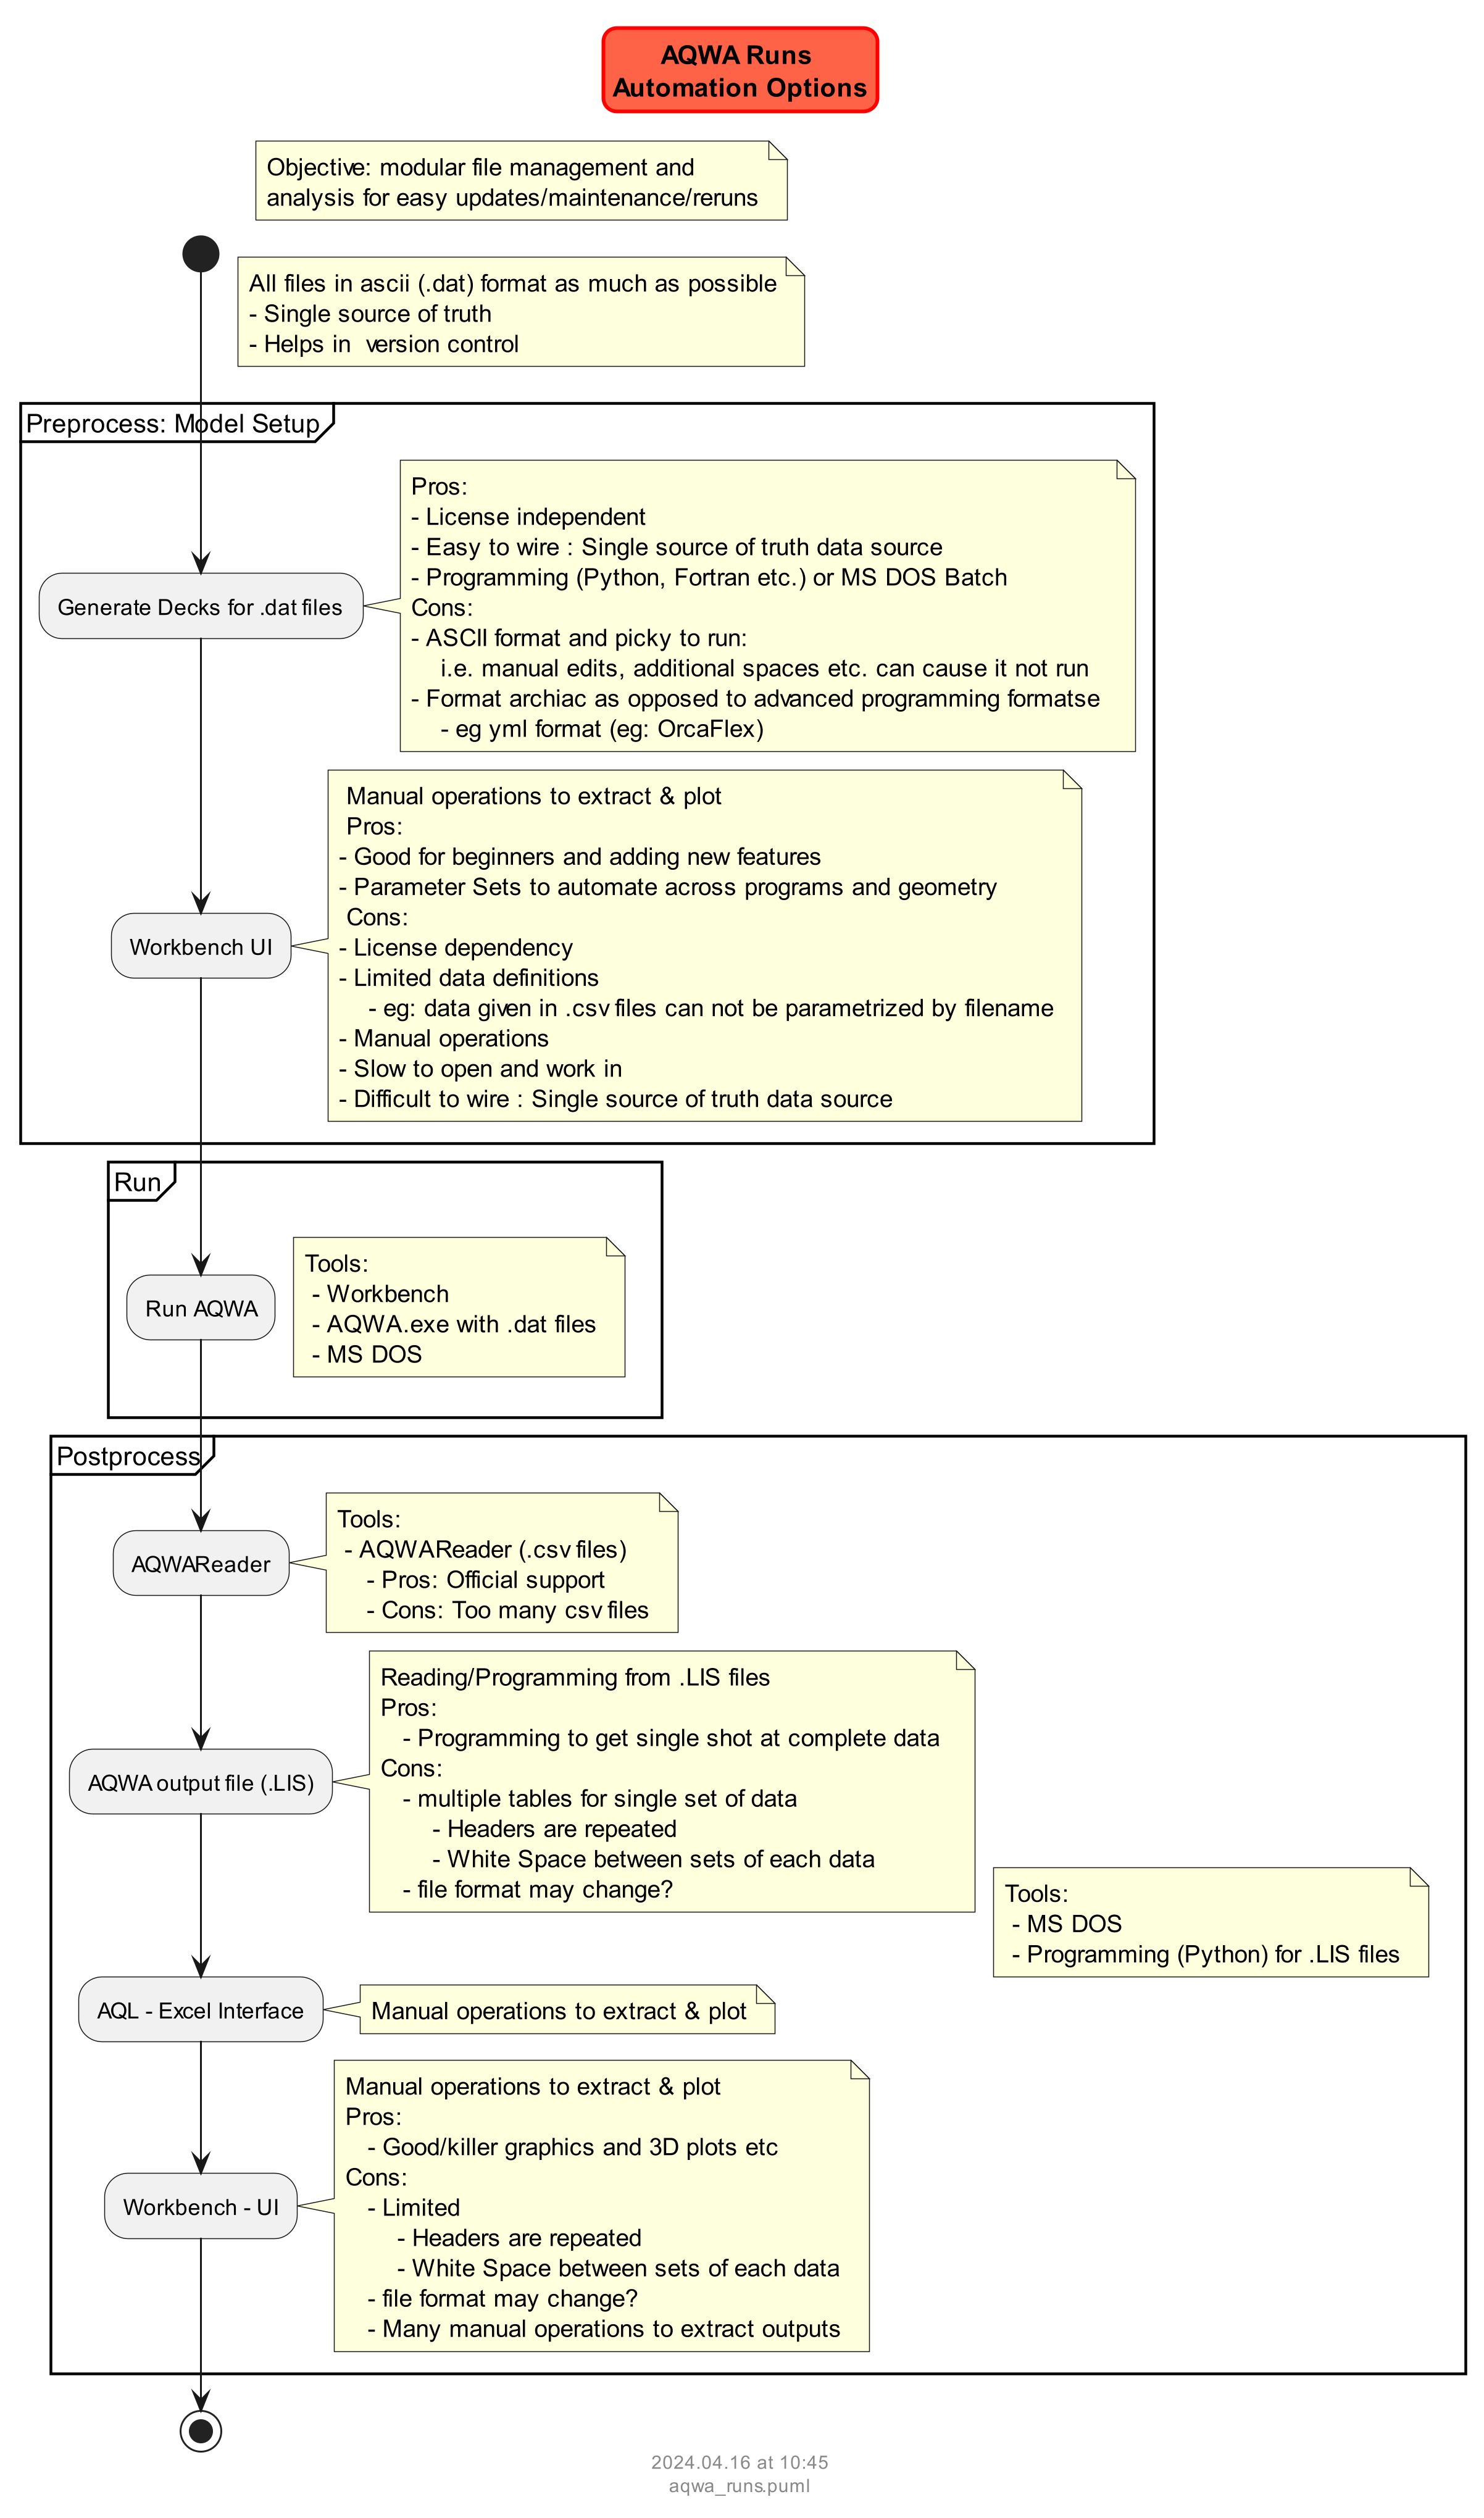 AQWA Runs
Automation Options
Objective: modular file management and
analysis for easy updates/maintenance/reruns
All files in ascii (.dat) format as much as possible
- Single source of truth
- Helps in  version control
Preprocess: Model Setup
Pros:
- License independent
- Easy to wire : Single source of truth data source
- Programming (Python, Fortran etc.) or MS DOS Batch
Cons:
- ASCII format and picky to run:
i.e. manual edits, additional spaces etc. can cause it not run
- Format archiac as opposed to advanced programming formatse
- eg yml format (eg: OrcaFlex)
Generate Decks for .dat files
Manual operations to extract & plot
Pros:
- Good for beginners and adding new features
- Parameter Sets to automate across programs and geometry
Cons:
- License dependency
- Limited data definitions
- eg: data given in .csv files can not be parametrized by filename
- Manual operations
- Slow to open and work in
- Difficult to wire : Single source of truth data source
Workbench UI
Run
Tools:
- Workbench
- AQWA.exe with .dat files
- MS DOS
Run AQWA
Postprocess
Tools:
- AQWAReader (.csv files)
- Pros: Official support
- Cons: Too many csv files
AQWAReader
Reading/Programming from .LIS files
Pros:
- Programming to get single shot at complete data
Cons:
- multiple tables for single set of data
- Headers are repeated
- White Space between sets of each data
- file format may change?
AQWA output file (.LIS)
Tools:
- MS DOS
- Programming (Python) for .LIS files
AQL - Excel Interface
Manual operations to extract & plot
Manual operations to extract & plot
Pros:
- Good/killer graphics and 3D plots etc
Cons:
- Limited
- Headers are repeated
- White Space between sets of each data
- file format may change?
- Many manual operations to extract outputs
Workbench - UI
2024.04.16 at 10:45
aqwa_runs.puml